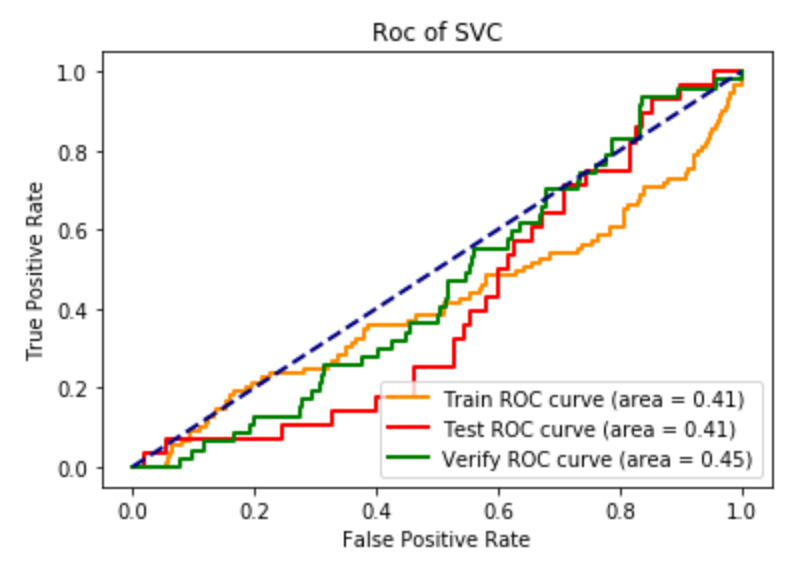 Roc of SVC
1.0
0.8
0.6
0.4
0.2
0.0
True Positive Rate
Train ROC curve (area = 0.41)
Test ROC curve (area = 0.41)
Verify ROC curve (area = 0.45)
0.0 0.2 0.4 0.6 0.8 1.0
False Positive Rate